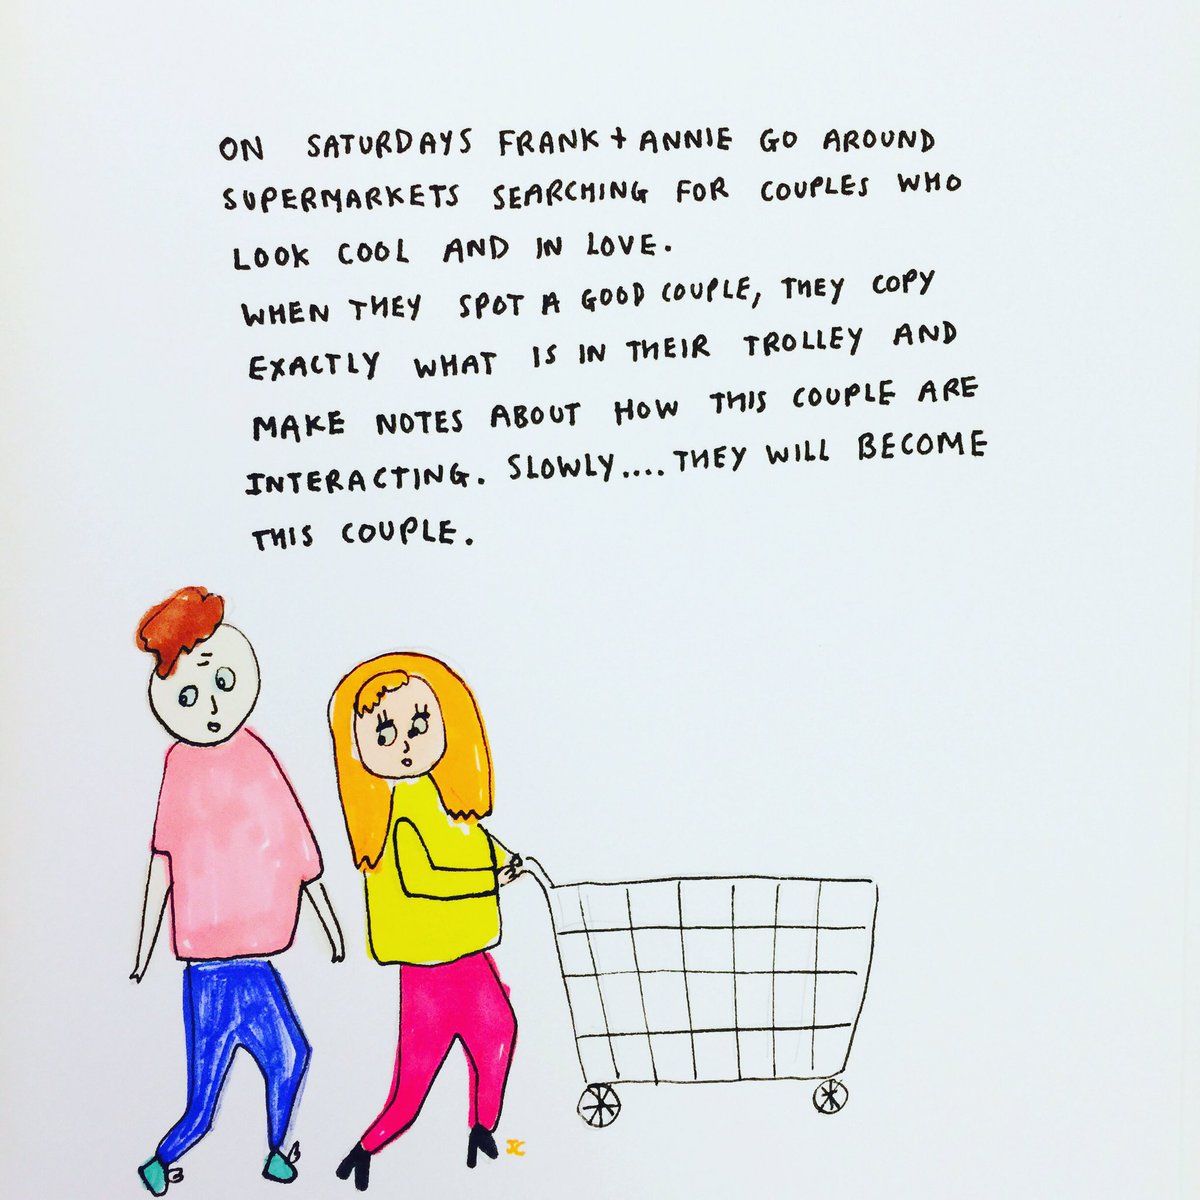 ON SATURDAYS FRANK + ANNIE GO AROUND
SUPERMARKETS SEARCHING FOR COUPLES WHO
LOOK COOL AND IN LOVE.
WHEN THEY SPOT A GOOD COUPLE, THEY COPY
EXACTLY WHAT IS IN THEIR TROLLEY AND
MAKE NOTES ABOUT HOW THIS COUPLE ARE
INTERACTING. SLOWLY.... THEY WILL BECOME
THIS COUPLE.
JC